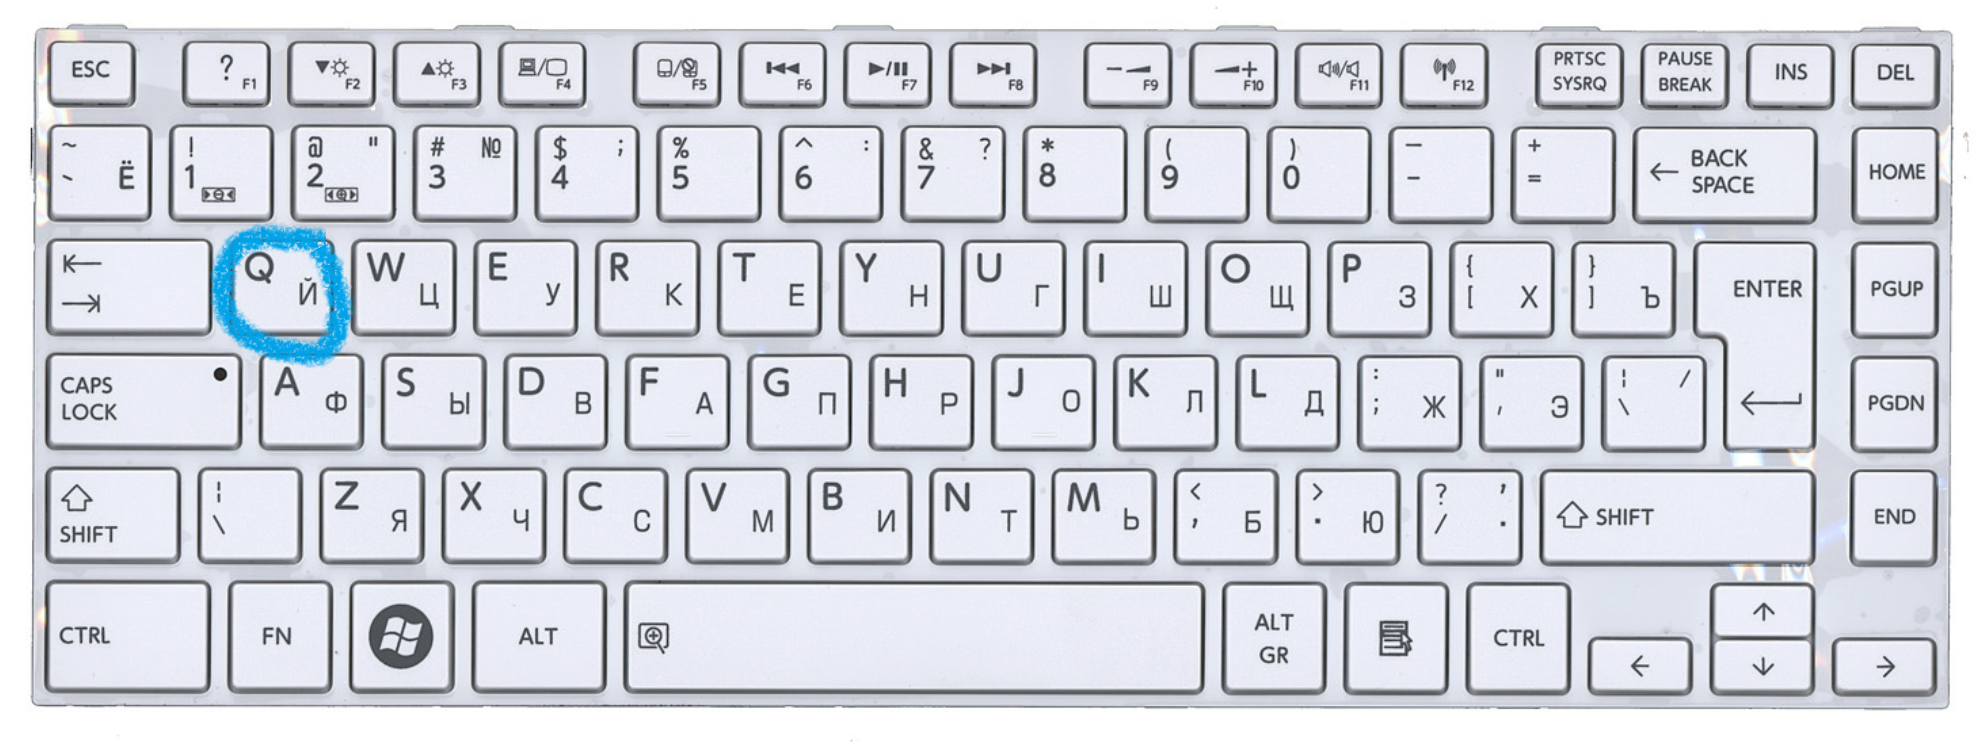 ESC ? F1 F2 F3 F4 F5 F6 F7 F8 F9 F10 F11 F12 PRTSC SYSRQ PAUSE BREAK INS DEL
~ ` Ё ! 1 @ " 2 # № 3 $ ; 4 % 5 ^ : 6 & ? 7 * 8 ( 9 ) 0 _ - + = ← BACK SPACE HOME
Q Й W Ц E У R К T Е Y Н U Г I Ш O Щ P З { [ Х } ] Ъ ENTER PGUP
CAPS LOCK A Ф S Ы D В F А G П H Р J О K Л L Д : ; Ж " ' Э ¦ / \ PGDN
SHIFT ¦ \ Z Я X Ч C С V М B И N Т M Ь < , Б > . Ю ? , / . SHIFT END
CTRL FN ALT ALT GR CTRL ← ↑ ↓ →